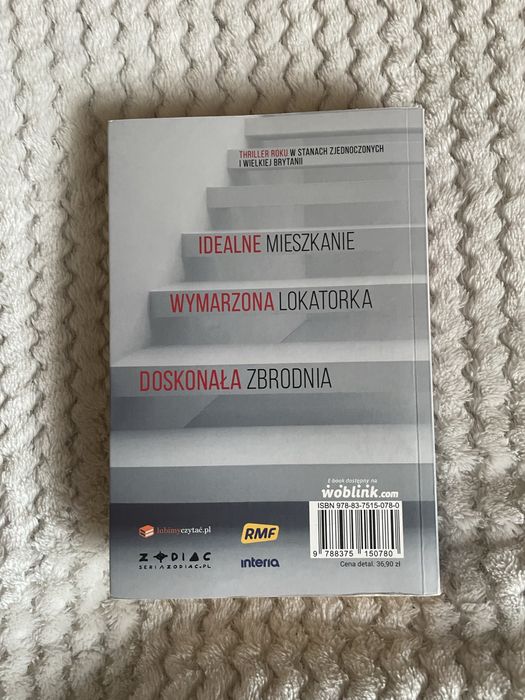 THRILLER ROKU W STANACH ZJEDNOCZONYCH
I WIELKIEJ BRYTANII
IDEALNE MIESZKANIE
WYMARZONA LOKATORKA
DOSKONAŁA ZBRODNIA
E-book dostępny na
woblink.com
ISBN 978-83-7515-078-0
9 788375 150780
Cena detal. 36,90 zł
lubimyczytać.pl
RMF
ZODIAC
SERIAZODIAC.PL
interia